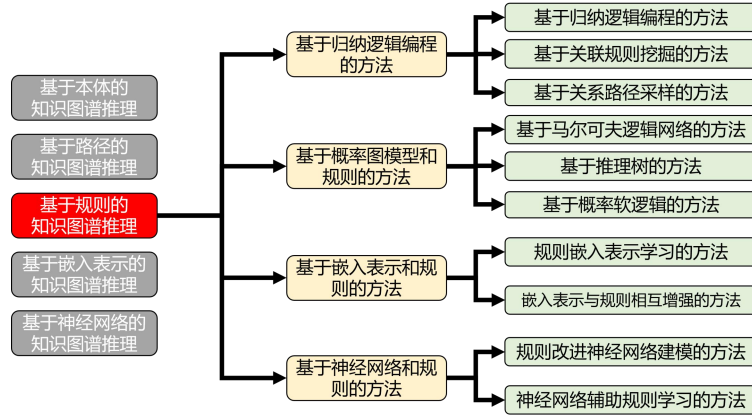 基于本体的
知识图谱推理
基于路径的
知识图谱推理
基于规则的
知识图谱推理
基于嵌入表示的
知识图谱推理
基于神经网络的
知识图谱推理
基于归纳逻辑编程
的方法
基于概率图模型和
规则的方法
基于嵌入表示和规
则的方法
基于神经网络和规
则的方法
基于归纳逻辑编程的方法
基于关联规则挖掘的方法
基于关系路径采样的方法
基于马尔可夫逻辑网络的方法
基于推理树的方法
基于概率软逻辑的方法
规则嵌入表示学习的方法
嵌入表示与规则相互增强的方法
规则改进神经网络建模的方法
神经网络辅助规则学习的方法